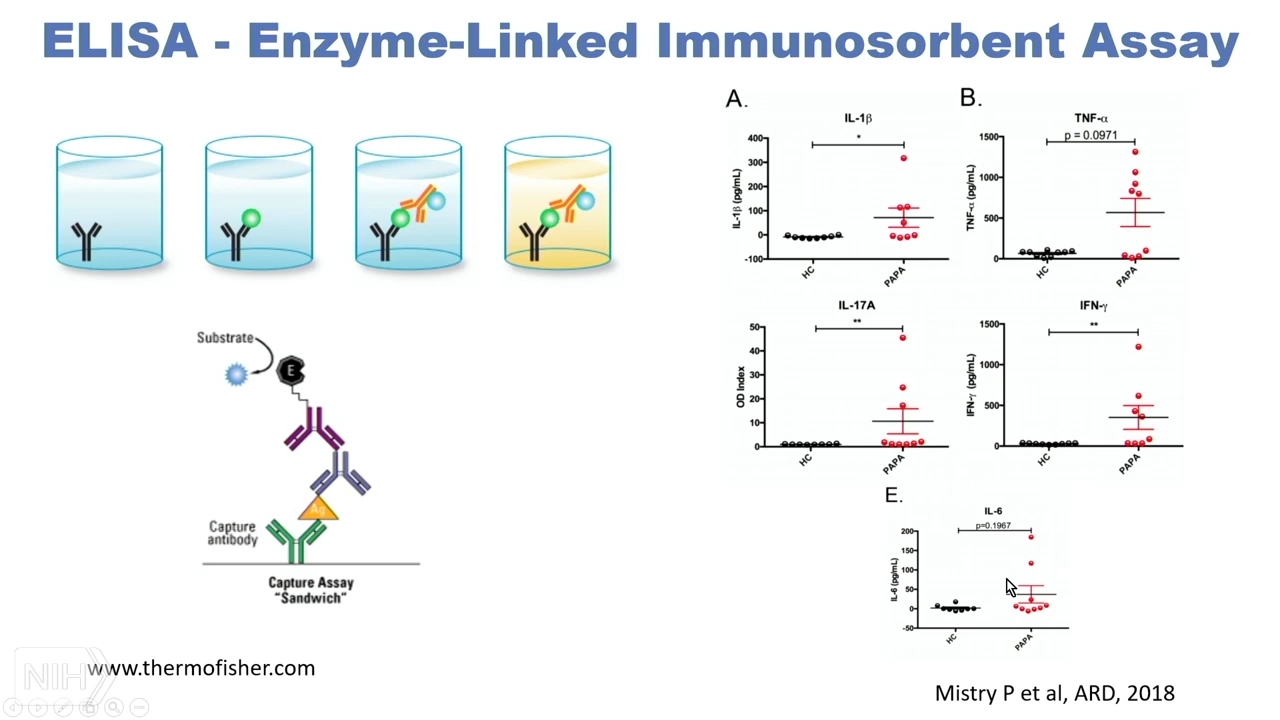 ELISA - Enzyme-Linked Immunosorbent Assay
A.
IL-1β
*
IL-1β (pg/mL)
400
300
200
100
0
-100
HC
PAPA
B.
TNF-α
p = 0.0971
TNF-α (pg/mL)
1500
1000
500
0
HC
PAPA
IL-17A
**
OD Index
50
40
30
20
10
0
HC
PAPA
IFN-γ
**
IFN-γ (pg/mL)
1500
1000
500
0
HC
PAPA
E.
IL-6
p=0.1967
IL-6 (pg/mL)
200
150
100
50
0
-50
HC
PAPA
Substrate
E
Ag
Capture
antibody
Capture Assay
"Sandwich"
NIH
www.thermofisher.com
Mistry P et al, ARD, 2018